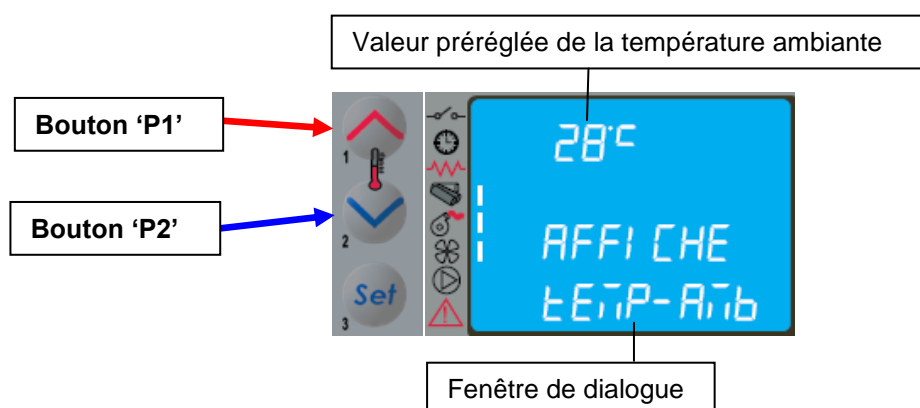 Valeur préréglée de la température ambiante
Bouton ‘P1’
1
28°C
Bouton ‘P2’
2
AFFICHE
Set
3
tEmP-Amb
Fenêtre de dialogue